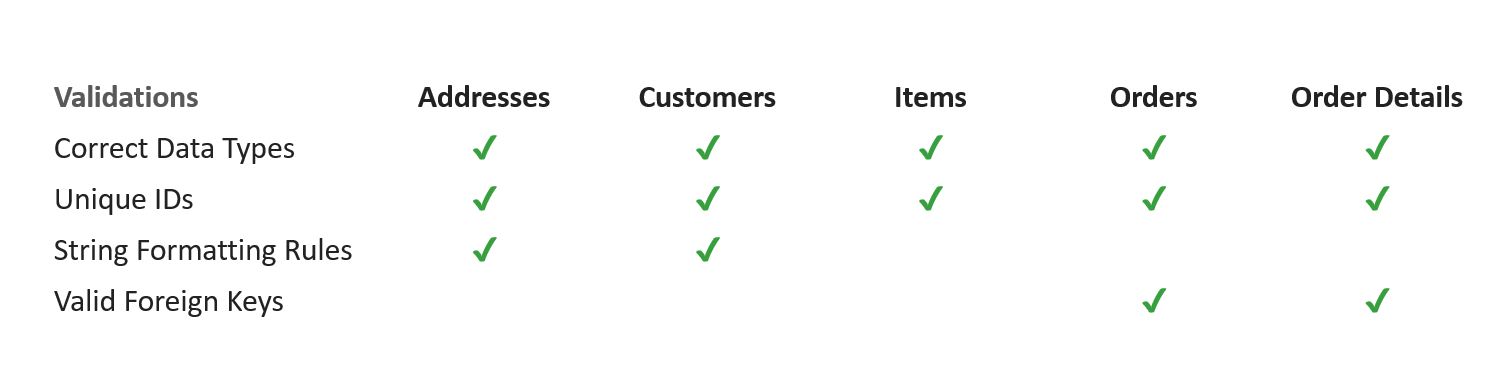 Validations Addresses Customers Items Orders Order Details
Correct Data Types ✓ ✓ ✓ ✓ ✓
Unique IDs ✓ ✓ ✓ ✓ ✓
String Formatting Rules ✓ ✓
Valid Foreign Keys ✓ ✓